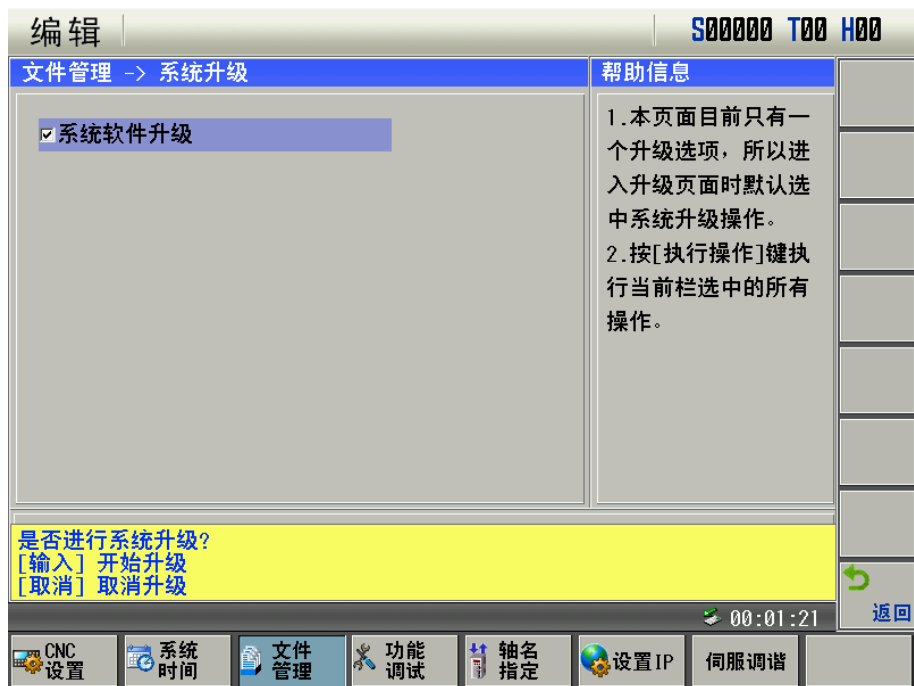 编辑
S00000 T00 H00
文件管理 -> 系统升级
帮助信息
系统软件升级
1.本页面目前只有一
个升级选项，所以进
入升级页面时默认选
中系统升级操作。
2.按[执行操作]键执
行当前栏选中的所有
操作。
是否进行系统升级?
[输入] 开始升级
[取消] 取消升级
返回
00:01:21
CNC
设置
系统
时间
文件
管理
功能
调试
轴名
指定
设置IP
伺服调谐